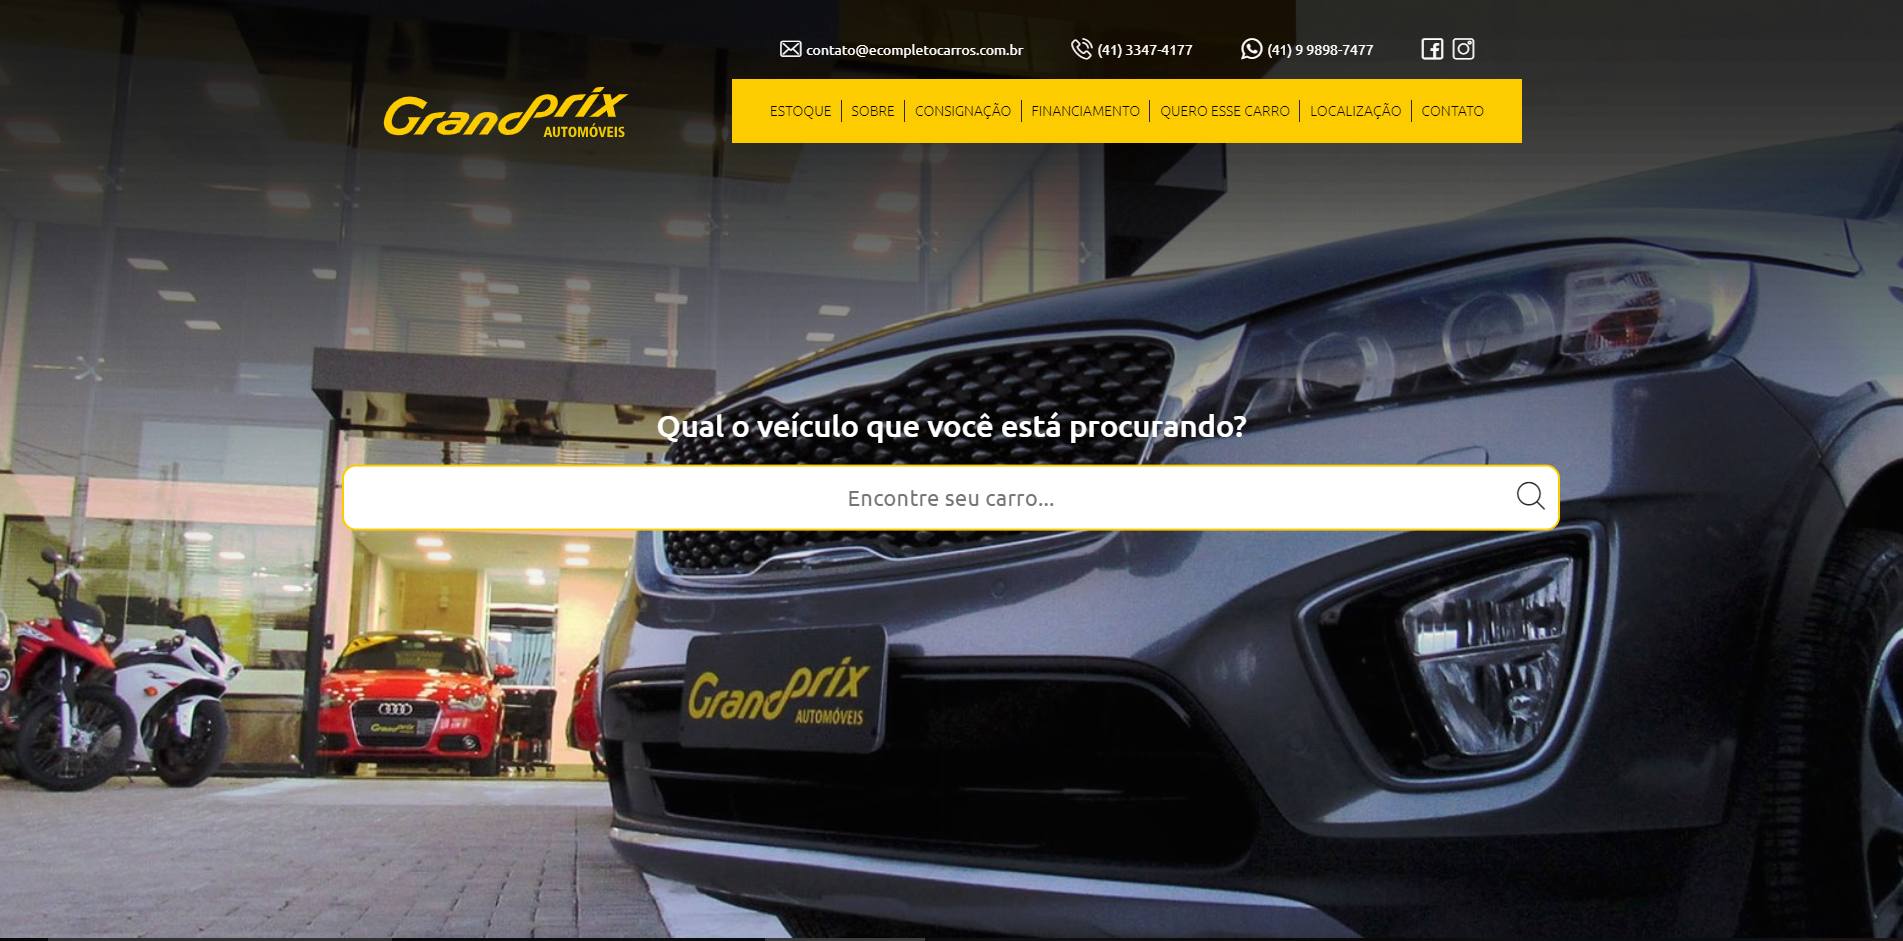 contato@ecompletocarros.com.br
(41) 3347-4177
(41) 9 9898-7477
Grandprix
AUTOMÓVEIS
ESTOQUE
SOBRE
CONSIGNAÇÃO
FINANCIAMENTO
QUERO ESSE CARRO
LOCALIZAÇÃO
CONTATO
Qual o veículo que você está procurando?
Encontre seu carro...
Grandprix
AUTOMÓVEIS
Grandprix